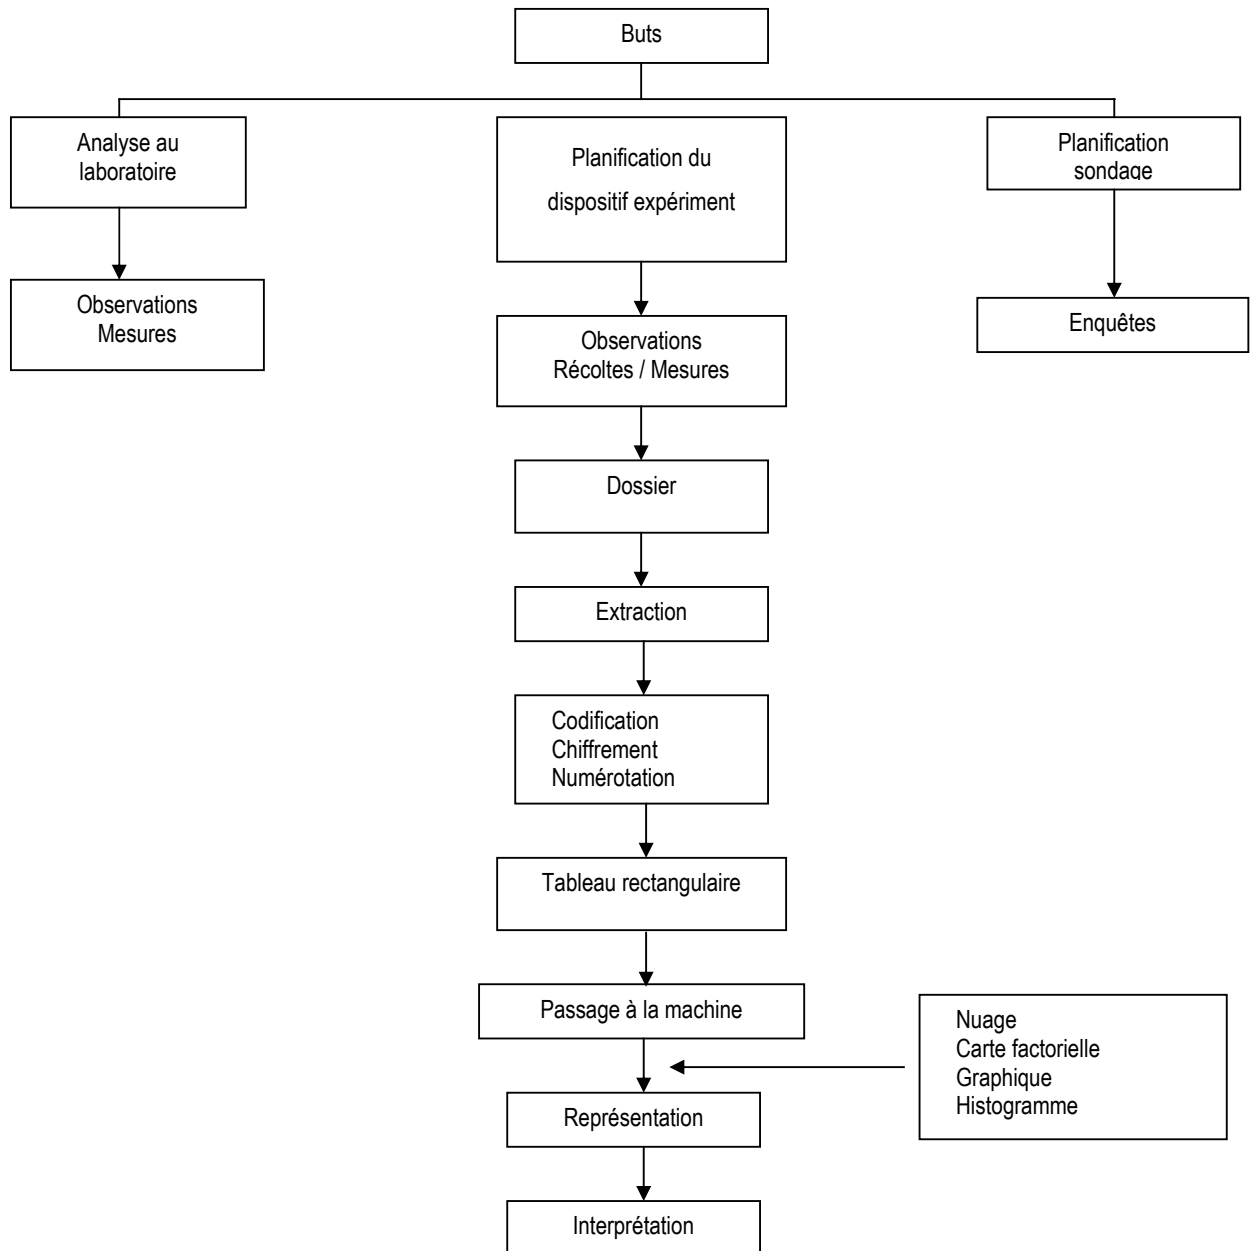 Buts
Analyse au
laboratoire
Planification du
dispositif expériment
Planification
sondage
Observations
Mesures
Observations
Récoltes / Mesures
Enquêtes
Dossier
Extraction
Codification
Chiffrement
Numérotation
Tableau rectangulaire
Passage à la machine
Nuage
Carte factorielle
Graphique
Histogramme
Représentation
Interprétation